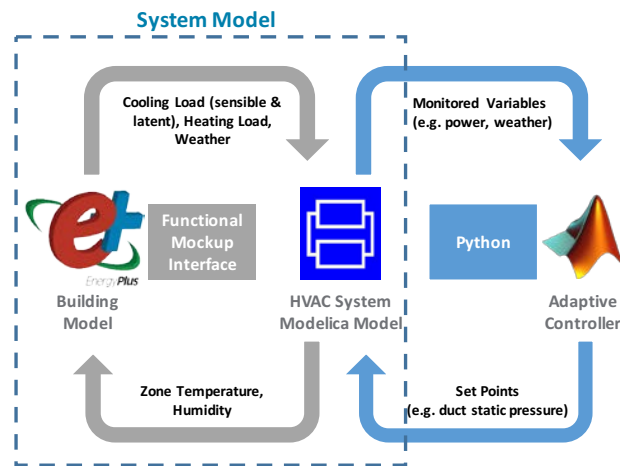 System Model
Cooling Load (sensible &
latent), Heating Load,
Weather
Monitored Variables
(e.g. power, weather)
e+
EnergyPlus
Functional
Mockup
Interface
Python
Building
Model
HVAC System
Modelica Model
Adaptive
Controller
Zone Temperature,
Humidity
Set Points
(e.g. duct static pressure)